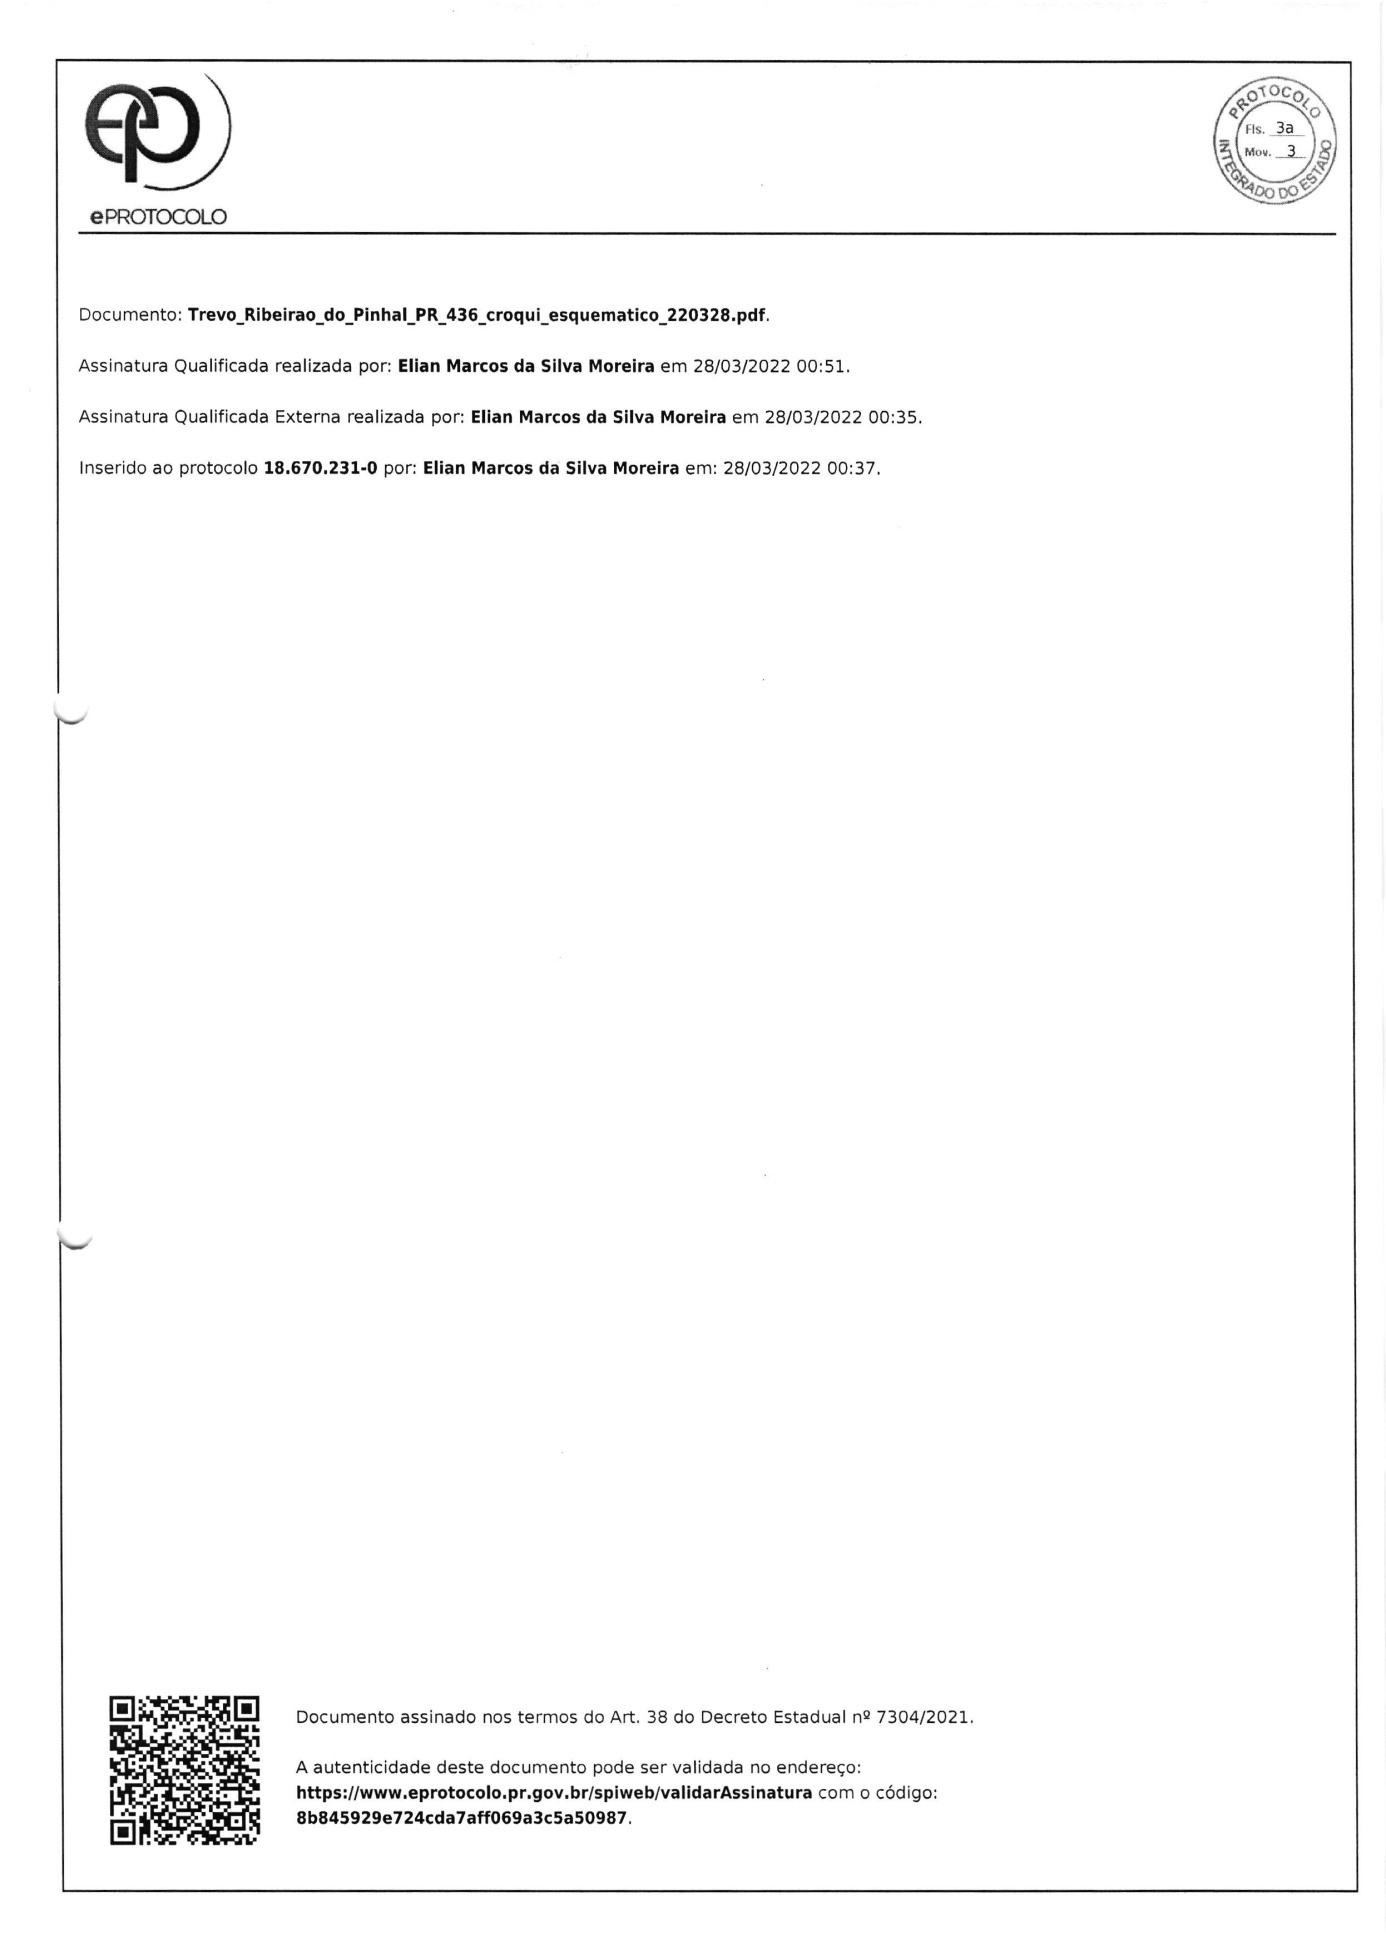 ep
ePROTOCOLO
PROTOCOLO
INTEGRADO DO ESTADO
Fls. 3a
Mov. 3
Documento: Trevo_Ribeirao_do_Pinhal_PR_436_croqui_esquematico_220328.pdf.
Assinatura Qualificada realizada por: Elian Marcos da Silva Moreira em 28/03/2022 00:51.
Assinatura Qualificada Externa realizada por: Elian Marcos da Silva Moreira em 28/03/2022 00:35.
Inserido ao protocolo 18.670.231-0 por: Elian Marcos da Silva Moreira em: 28/03/2022 00:37.
Documento assinado nos termos do Art. 38 do Decreto Estadual nº 7304/2021.
A autenticidade deste documento pode ser validada no endereço:
https://www.eprotocolo.pr.gov.br/spiweb/validarAssinatura com o código:
8b845929e724cda7aff069a3c5a50987.